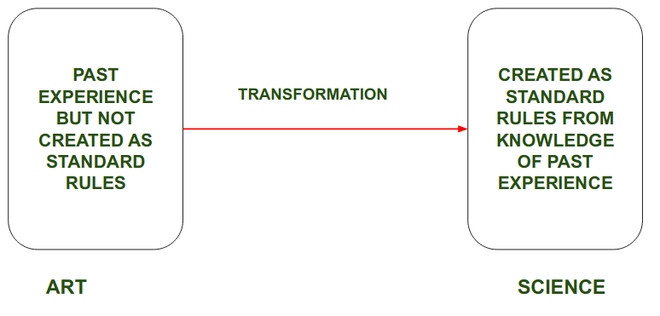 PAST
EXPERIENCE
BUT NOT
CREATED AS
STANDARD
RULES
TRANSFORMATION
CREATED AS
STANDARD
RULES FROM
KNOWLEDGE
OF PAST
EXPERIENCE
ART
SCIENCE